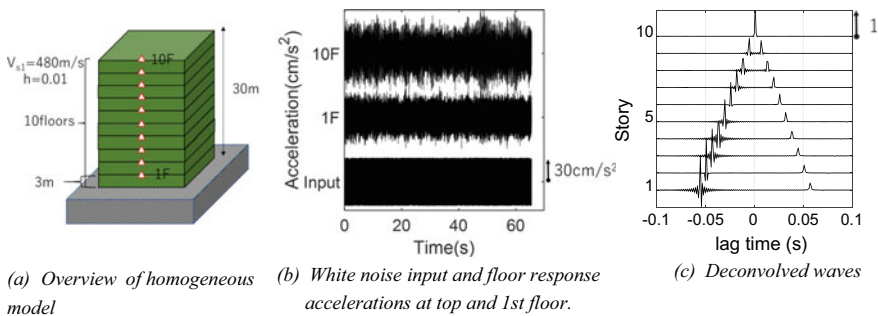 V_s1=480m/s
h=0.01
10F
30m
10floors
3m
1F
(a) Overview of homogeneous
model
Acceleration(cm/s²)
10F
1F
Input
30cm/s²
0 20 40 60
Time(s)
(b) White noise input and floor response
accelerations at top and 1st floor.
Story
10
5
1
1
-0.1 -0.05 0 0.05 0.1
lag time (s)
(c) Deconvolved waves